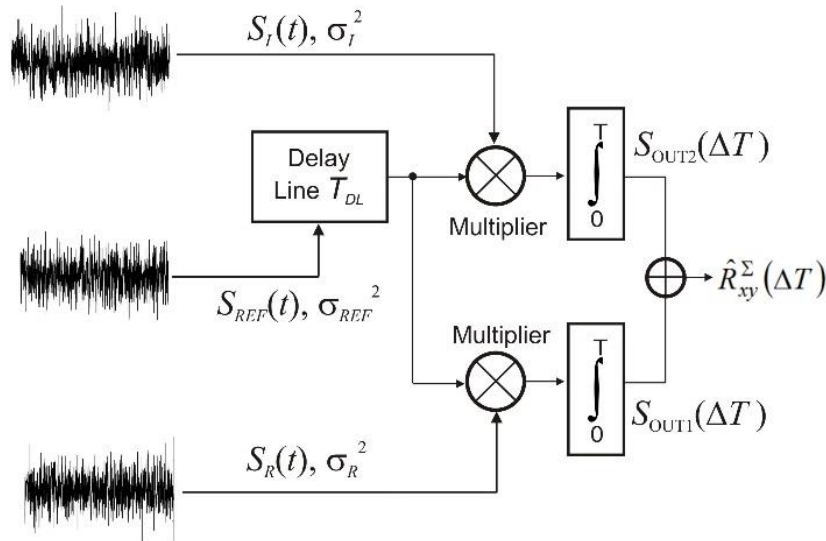 S_I(t), σ_I^2
Delay
Line T_DL
Multiplier
T
∫
0
S_OUT2(ΔT)
R̂_xy^Σ(ΔT)
S_REF(t), σ_REF^2
Multiplier
T
∫
0
S_OUT1(ΔT)
S_R(t), σ_R^2